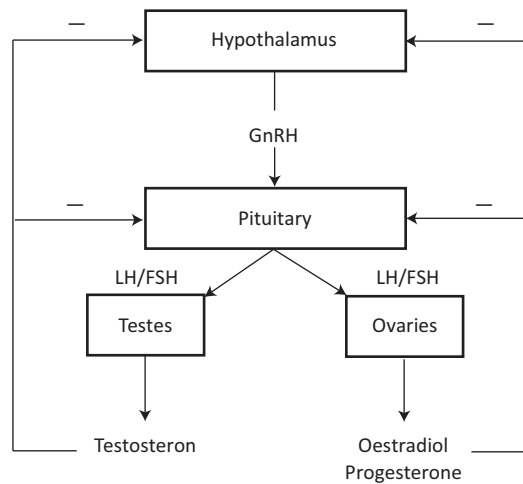 — —
Hypothalamus
GnRH
— —
Pituitary
LH/FSH LH/FSH
Testes Ovaries
Testosteron Oestradiol
Progesterone